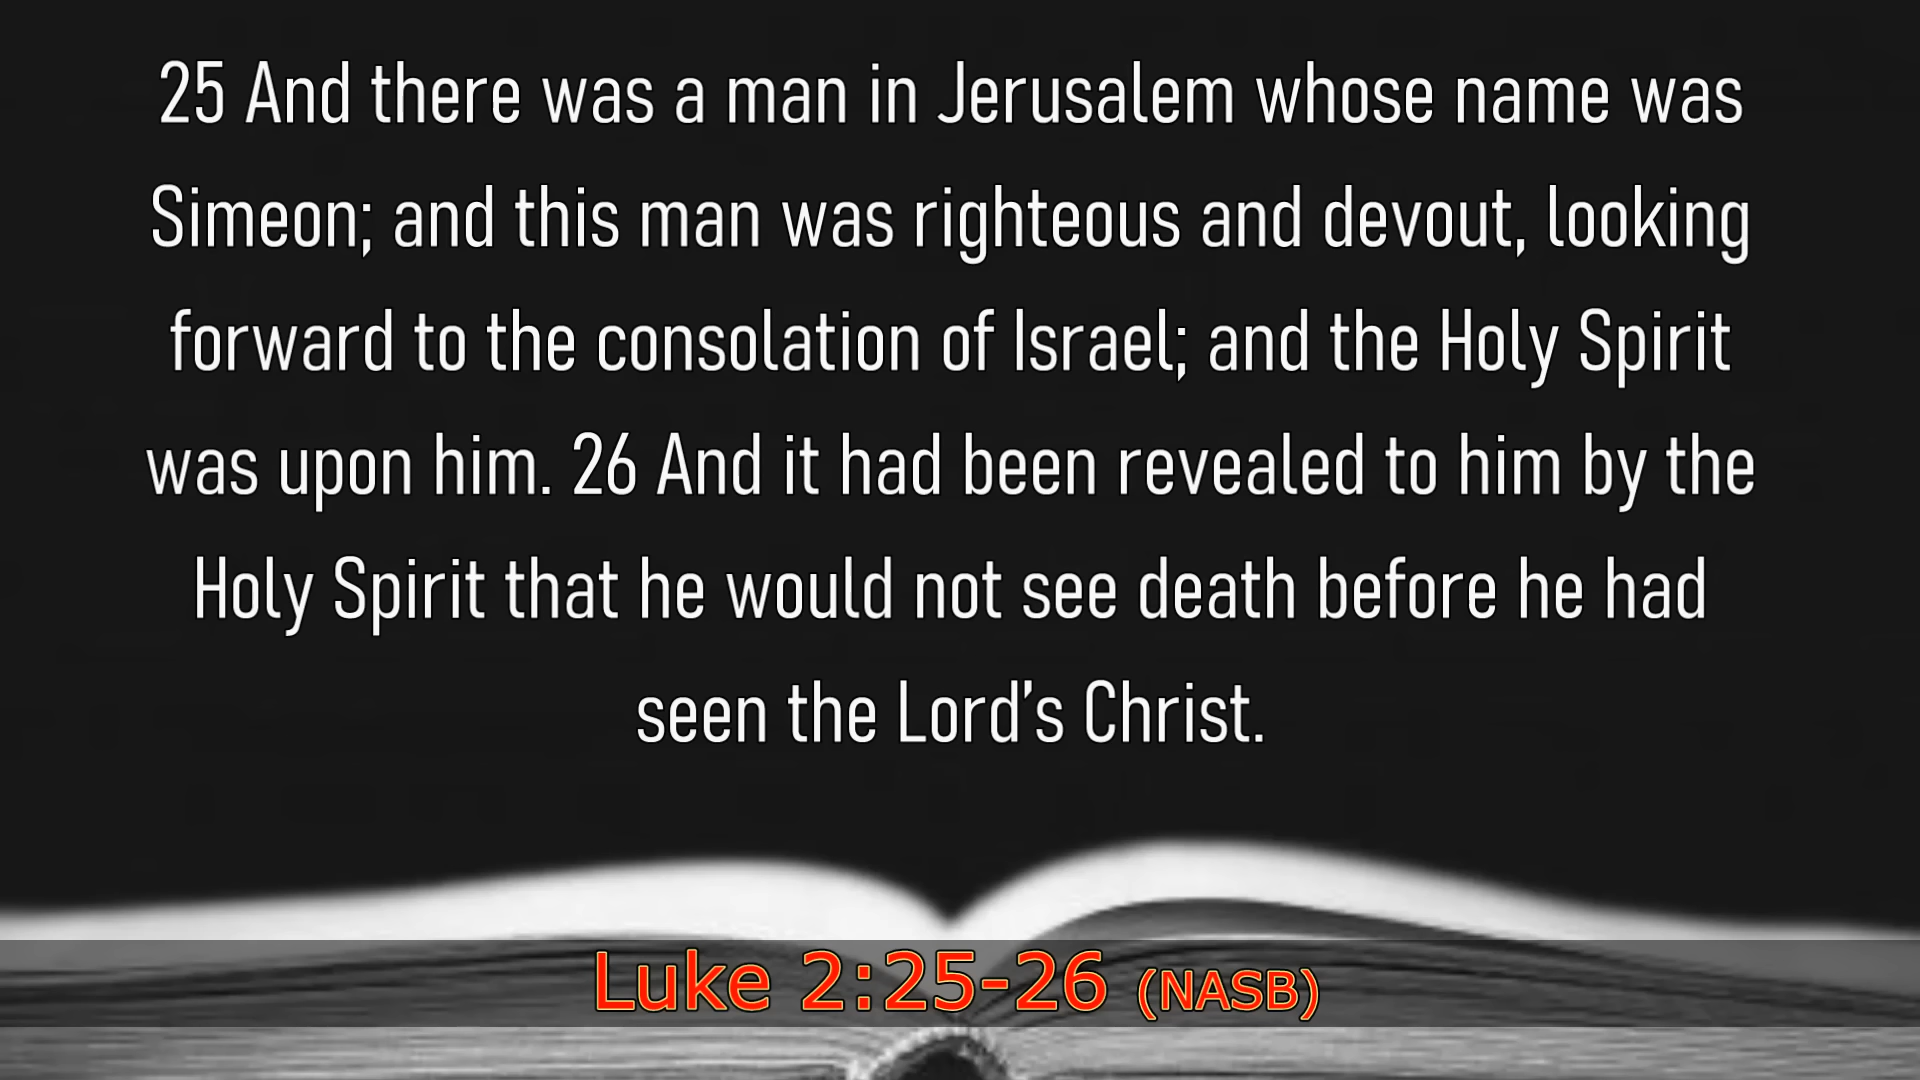 25 And there was a man in Jerusalem whose name was
Simeon; and this man was righteous and devout, looking
forward to the consolation of Israel; and the Holy Spirit
was upon him. 26 And it had been revealed to him by the
Holy Spirit that he would not see death before he had
seen the Lord’s Christ.
Luke 2:25-26 (NASB)